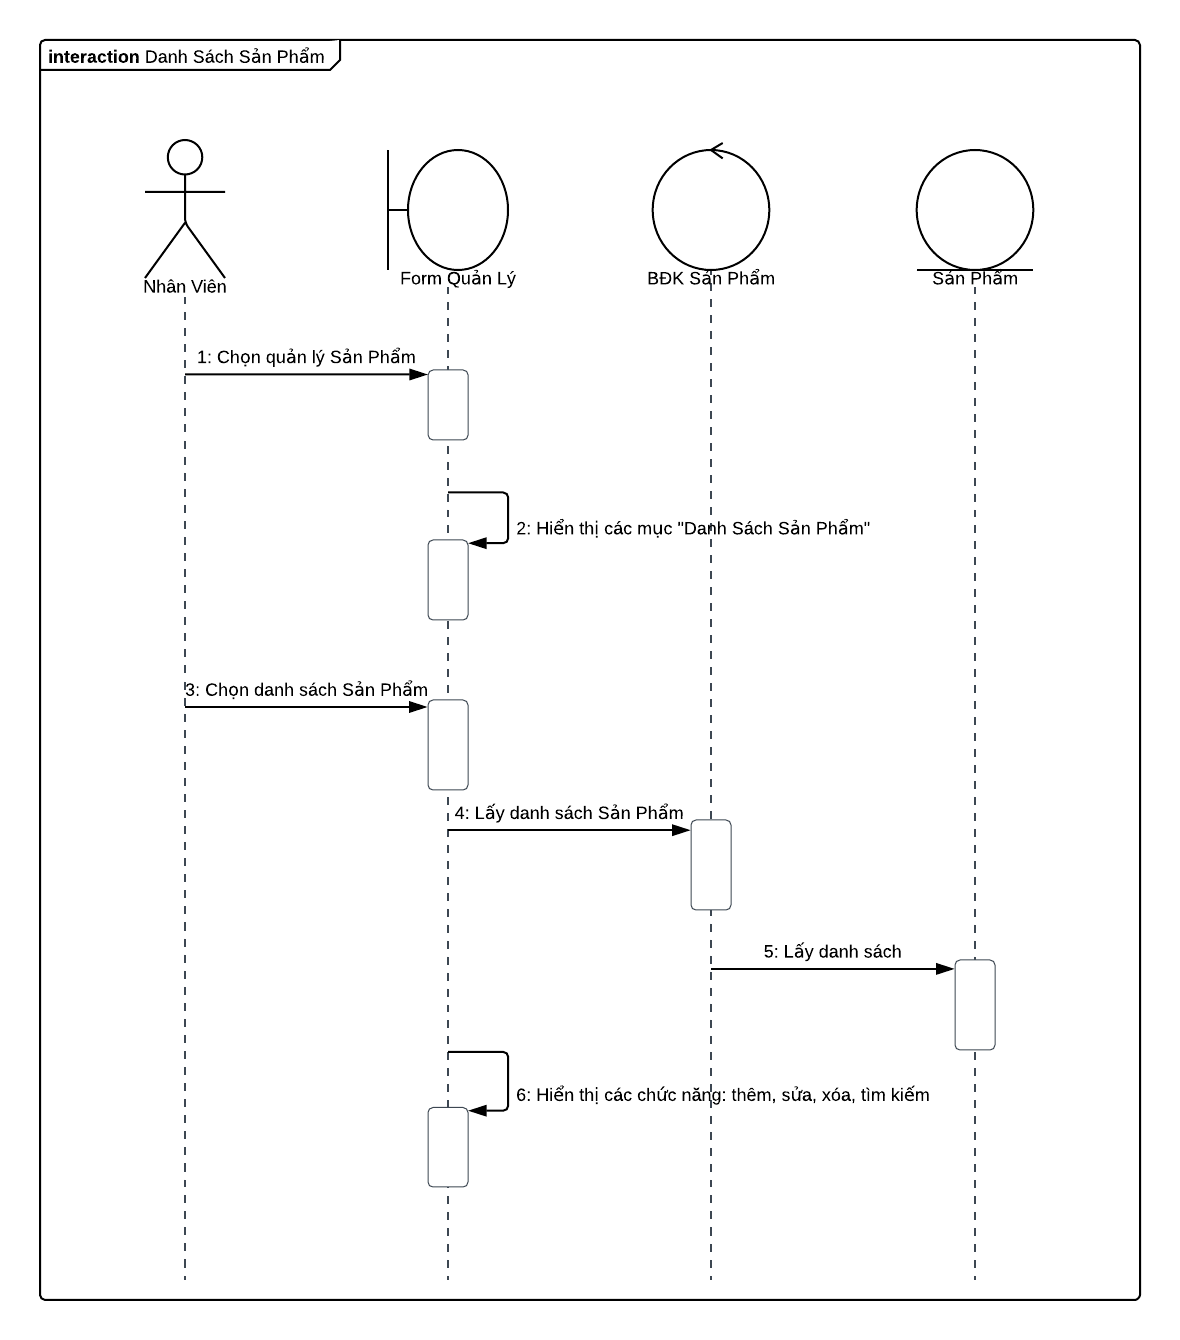 interaction Danh Sách Sản Phẩm
Nhân Viên
Form Quản Lý
BĐK Sản Phẩm
Sản Phẩm
1: Chọn quản lý Sản Phẩm
2: Hiển thị các mục "Danh Sách Sản Phẩm"
3: Chọn danh sách Sản Phẩm
4: Lấy danh sách Sản Phẩm
5: Lấy danh sách
6: Hiển thị các chức năng: thêm, sửa, xóa, tìm kiếm